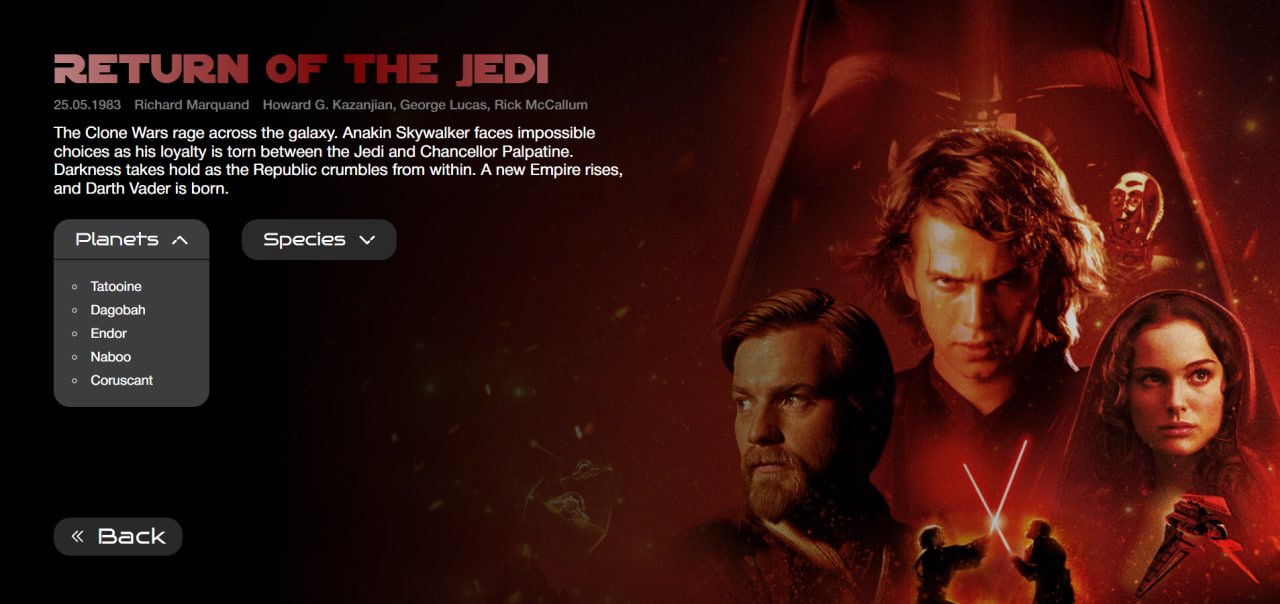 RETURN OF THE JEDI
25.05.1983 Richard Marquand Howard G. Kazanjian, George Lucas, Rick McCallum
The Clone Wars rage across the galaxy. Anakin Skywalker faces impossible
choices as his loyalty is torn between the Jedi and Chancellor Palpatine.
Darkness takes hold as the Republic crumbles from within. A new Empire rises,
and Darth Vader is born.
Planets
Species
Tatooine
Dagobah
Endor
Naboo
Coruscant
Back